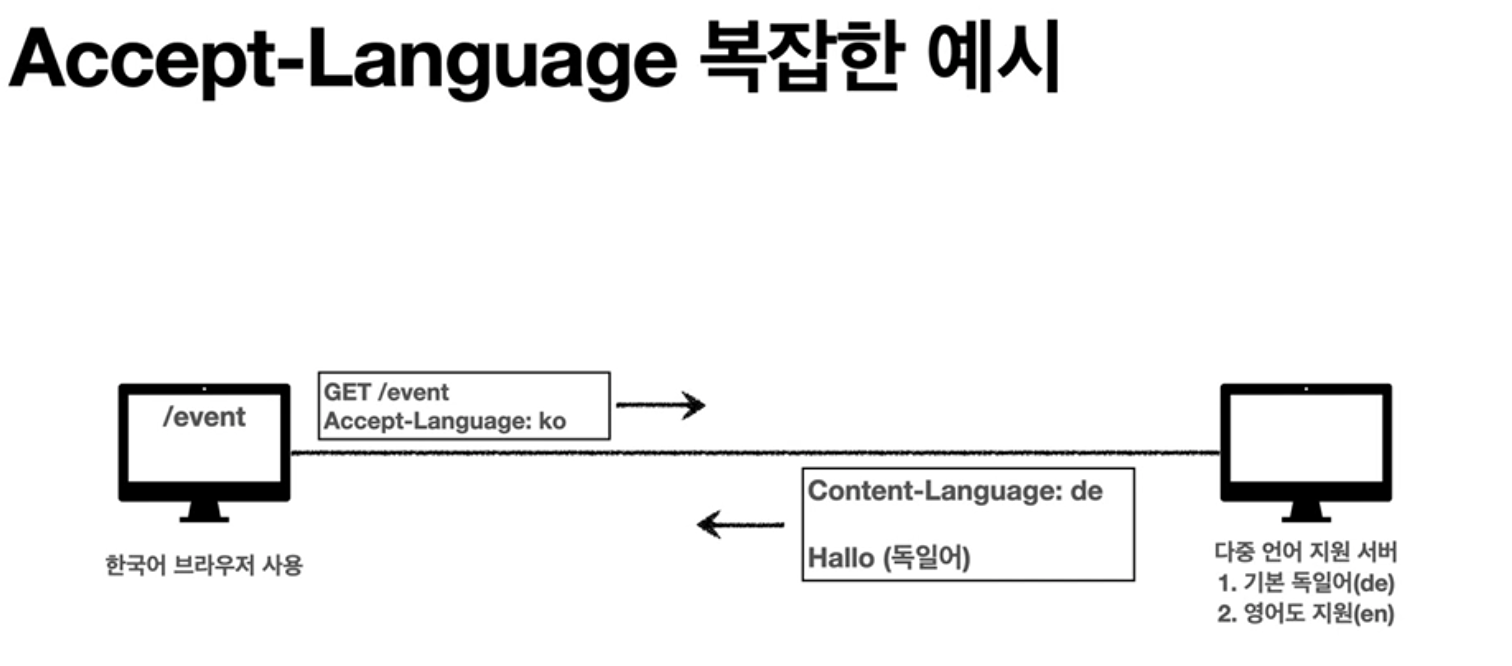 Accept-Language 복잡한 예시
/event
GET /event
Accept-Language: ko
Content-Language: de
Hallo (독일어)
한국어 브라우저 사용
다중 언어 지원 서버
1. 기본 독일어(de)
2. 영어도 지원(en)